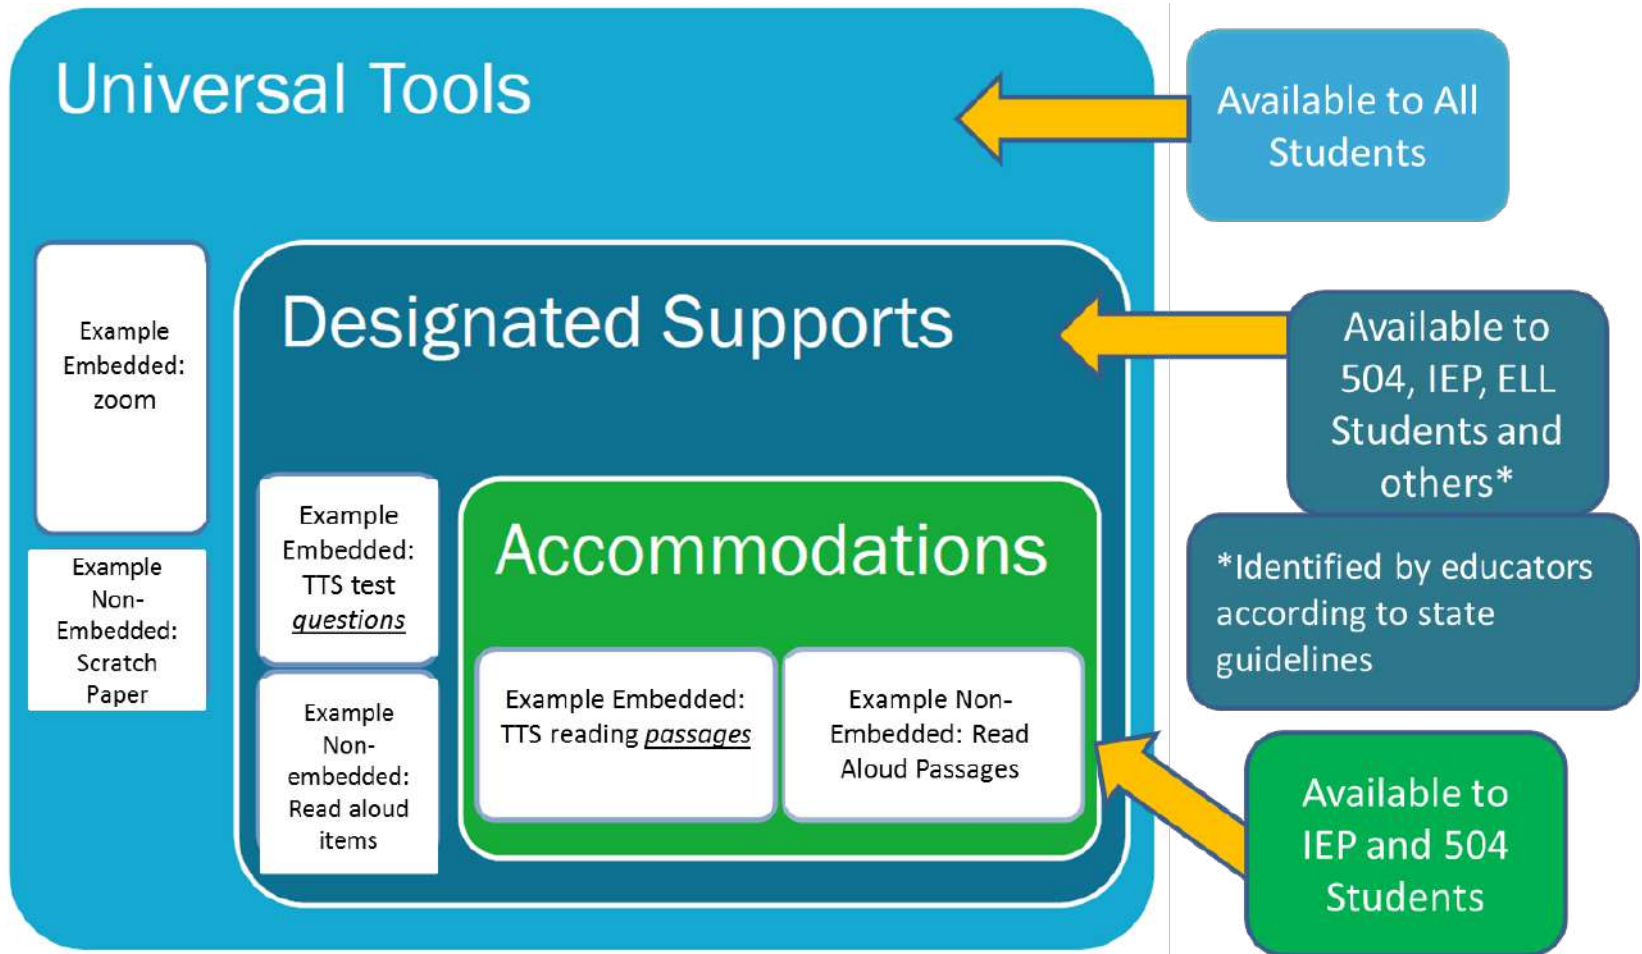 Universal Tools
Available to All
Students
Example
Embedded:
zoom
Example
Non-
Embedded:
Scratch
Paper
Designated Supports
Available to
504, IEP, ELL
Students and
others*
*Identified by educators
according to state
guidelines
Example
Embedded:
TTS test
questions
Example
Non-
embedded:
Read aloud
items
Accommodations
Example Embedded:
TTS reading passages
Example Non-
Embedded: Read
Aloud Passages
Available to
IEP and 504
Students